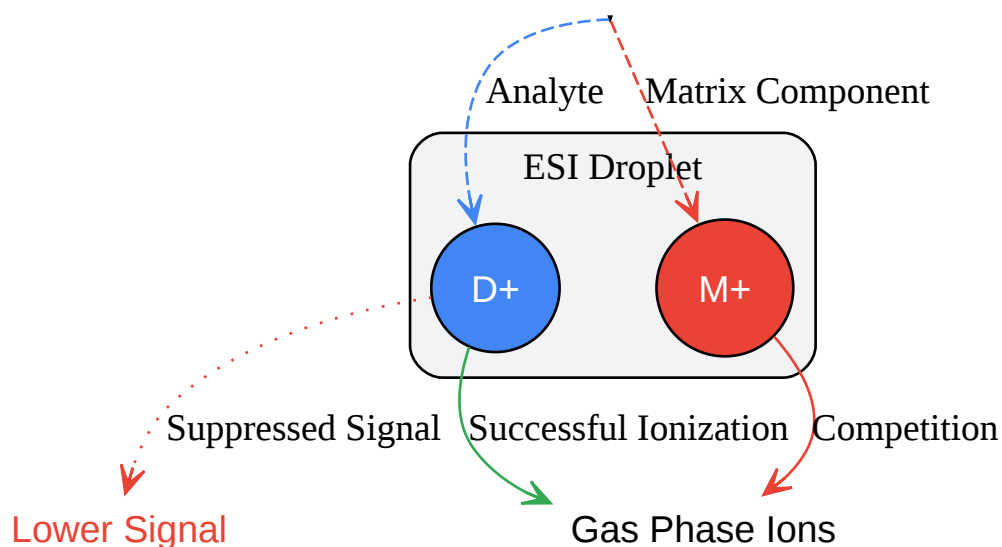 Analyte
Matrix Component
ESI Droplet
D+
M+
Suppressed Signal
Successful Ionization
Competition
Lower Signal
Gas Phase Ions